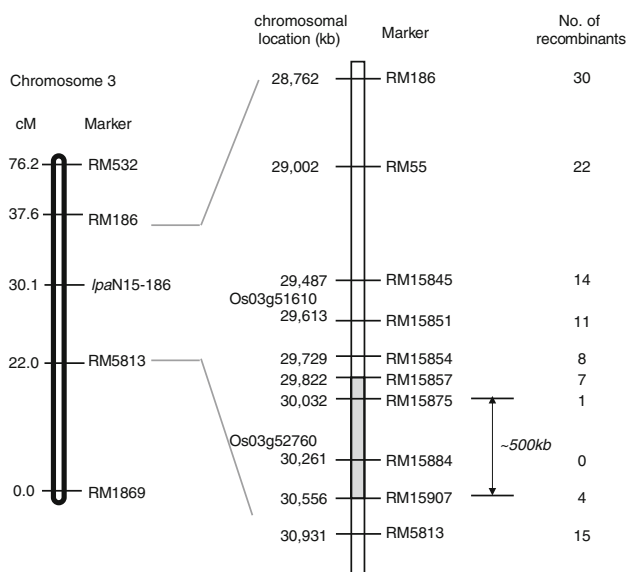 Chromosome 3
cM Marker
76.2 RM532
37.6 RM186
30.1 lpaN15-186
22.0 RM5813
0.0 RM1869
chromosomal location (kb) Marker No. of recombinants
28,762 RM186 30
29,002 RM55 22
29,487 RM15845 14
Os03g51610
29,613 RM15851 11
29,729 RM15854 8
29,822 RM15857 7
30,032 RM15875 1
~500kb
Os03g52760
30,261 RM15884 0
30,556 RM15907 4
30,931 RM5813 15